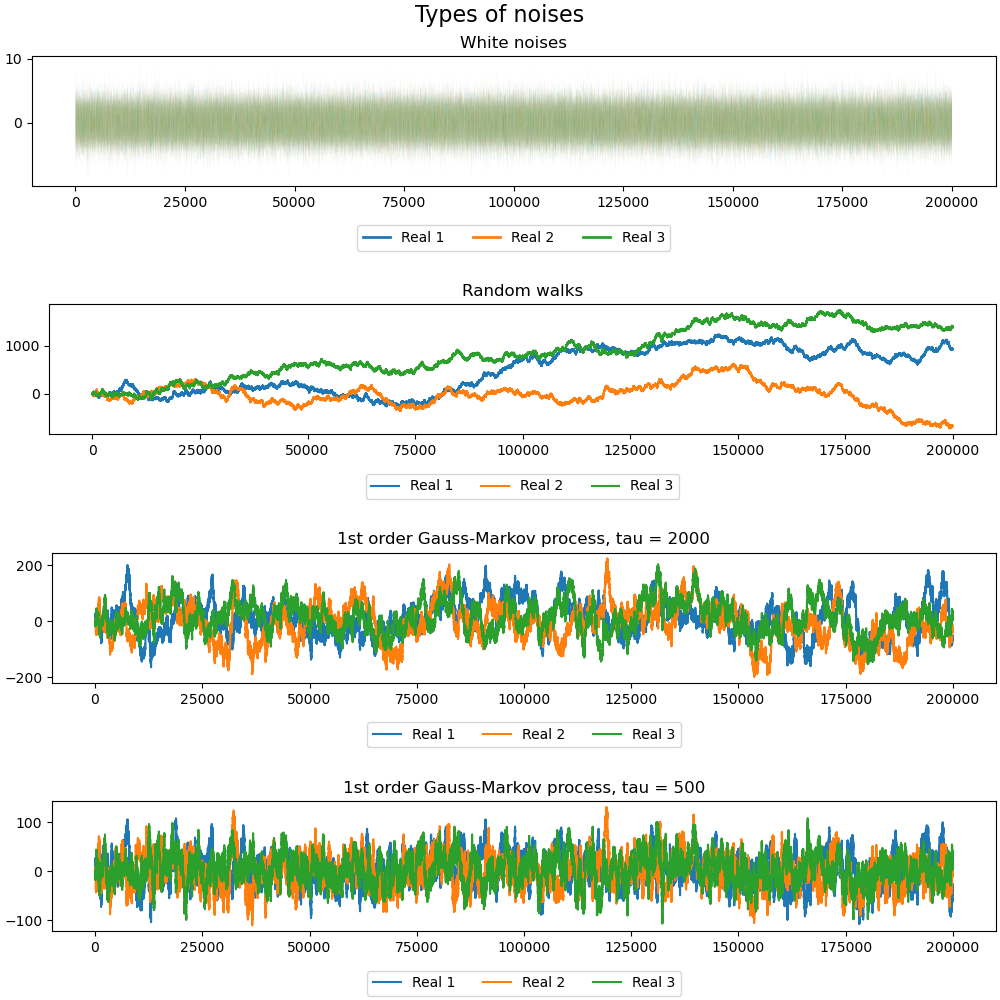 Types of noises
White noises
10
0
0 25000 50000 75000 100000 125000 150000 175000 200000
Real 1 Real 2 Real 3
Random walks
1000
0
0 25000 50000 75000 100000 125000 150000 175000 200000
Real 1 Real 2 Real 3
1st order Gauss-Markov process, tau = 2000
200
0
−200
0 25000 50000 75000 100000 125000 150000 175000 200000
Real 1 Real 2 Real 3
1st order Gauss-Markov process, tau = 500
100
0
−100
0 25000 50000 75000 100000 125000 150000 175000 200000
Real 1 Real 2 Real 3